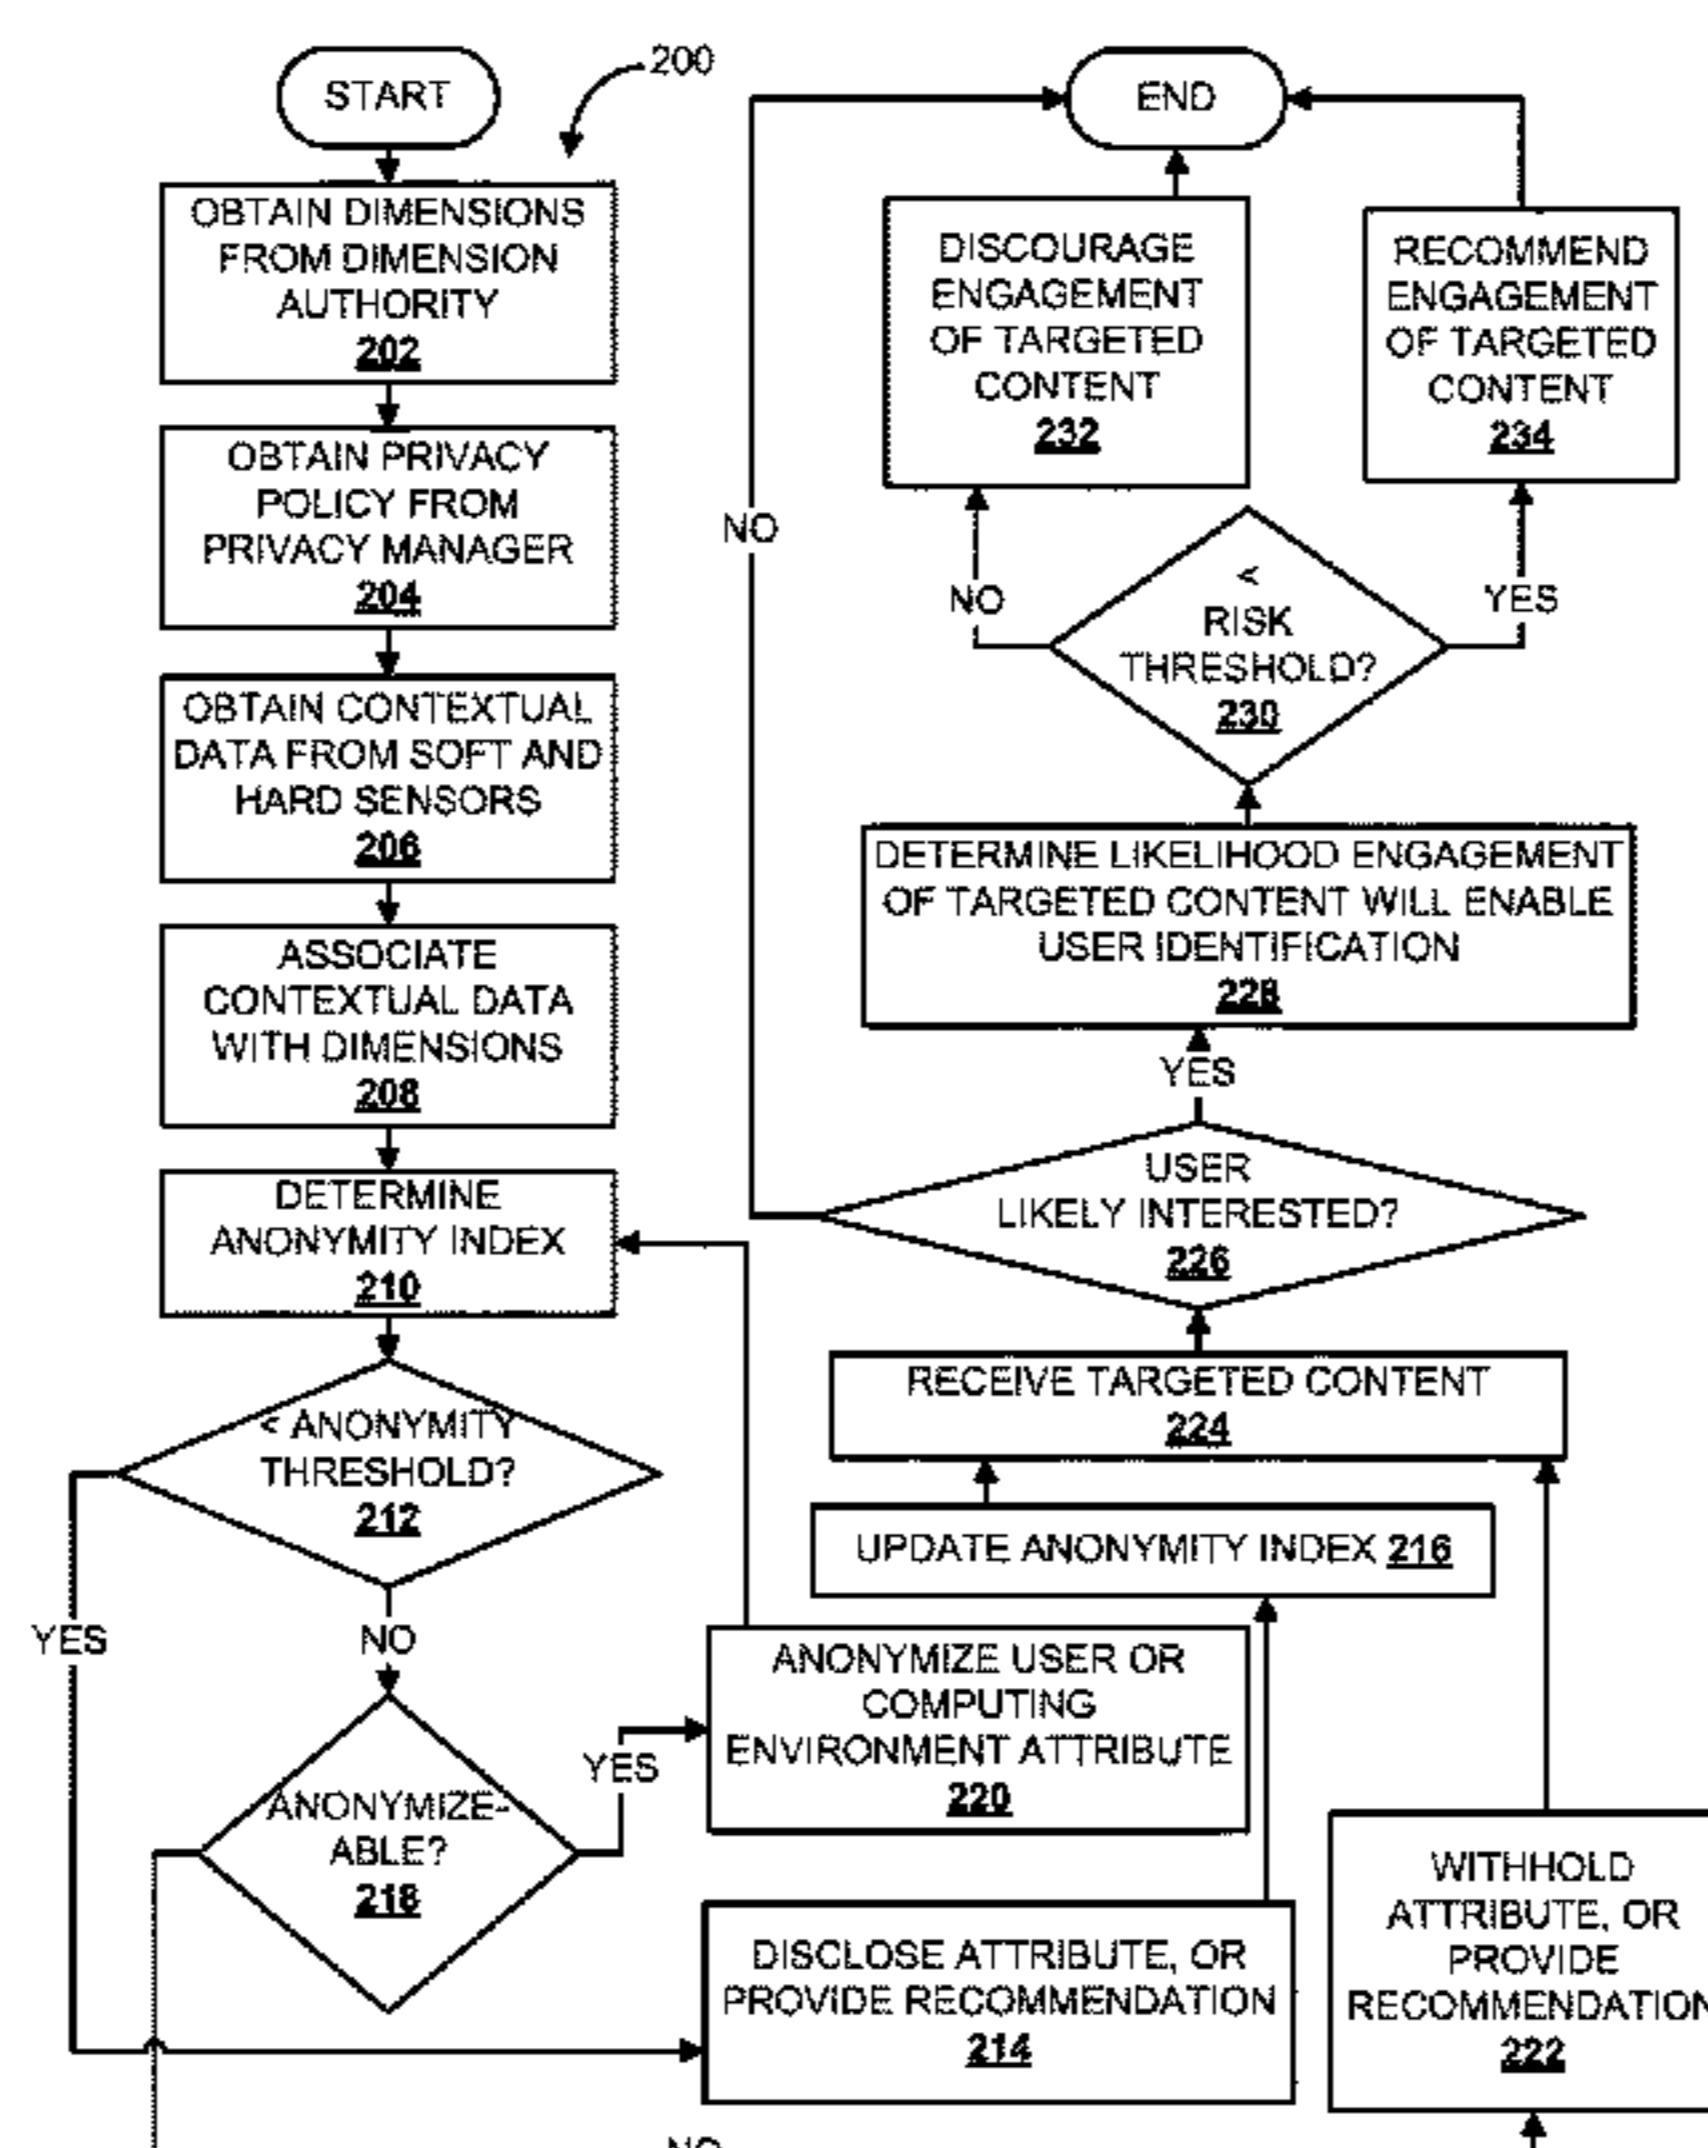 START
200
OBTAIN DIMENSIONS
FROM DIMENSION
AUTHORITY
202
OBTAIN PRIVACY
POLICY FROM
PRIVACY MANAGER
204
OBTAIN CONTEXTUAL
DATA FROM SOFT AND
HARD SENSORS
206
ASSOCIATE
CONTEXTUAL DATA
WITH DIMENSIONS
208
DETERMINE
ANONYMITY INDEX
210
< ANONYMITY
THRESHOLD?
212
YES
NO
ANONYMIZE-
ABLE?
218
YES
ANONYMIZE USER OR
COMPUTING
ENVIRONMENT ATTRIBUTE
220
DISCLOSE ATTRIBUTE, OR
PROVIDE RECOMMENDATION
214
NO
WITHHOLD
ATTRIBUTE, OR
PROVIDE
RECOMMENDATION
222
UPDATE ANONYMITY INDEX 216
RECEIVE TARGETED CONTENT
224
USER
LIKELY INTERESTED?
226
NO
YES
DETERMINE LIKELIHOOD ENGAGEMENT
OF TARGETED CONTENT WILL ENABLE
USER IDENTIFICATION
228
<
RISK
THRESHOLD?
230
NO
YES
DISCOURAGE
ENGAGEMENT
OF TARGETED
CONTENT
232
RECOMMEND
ENGAGEMENT
OF TARGETED
CONTENT
234
END